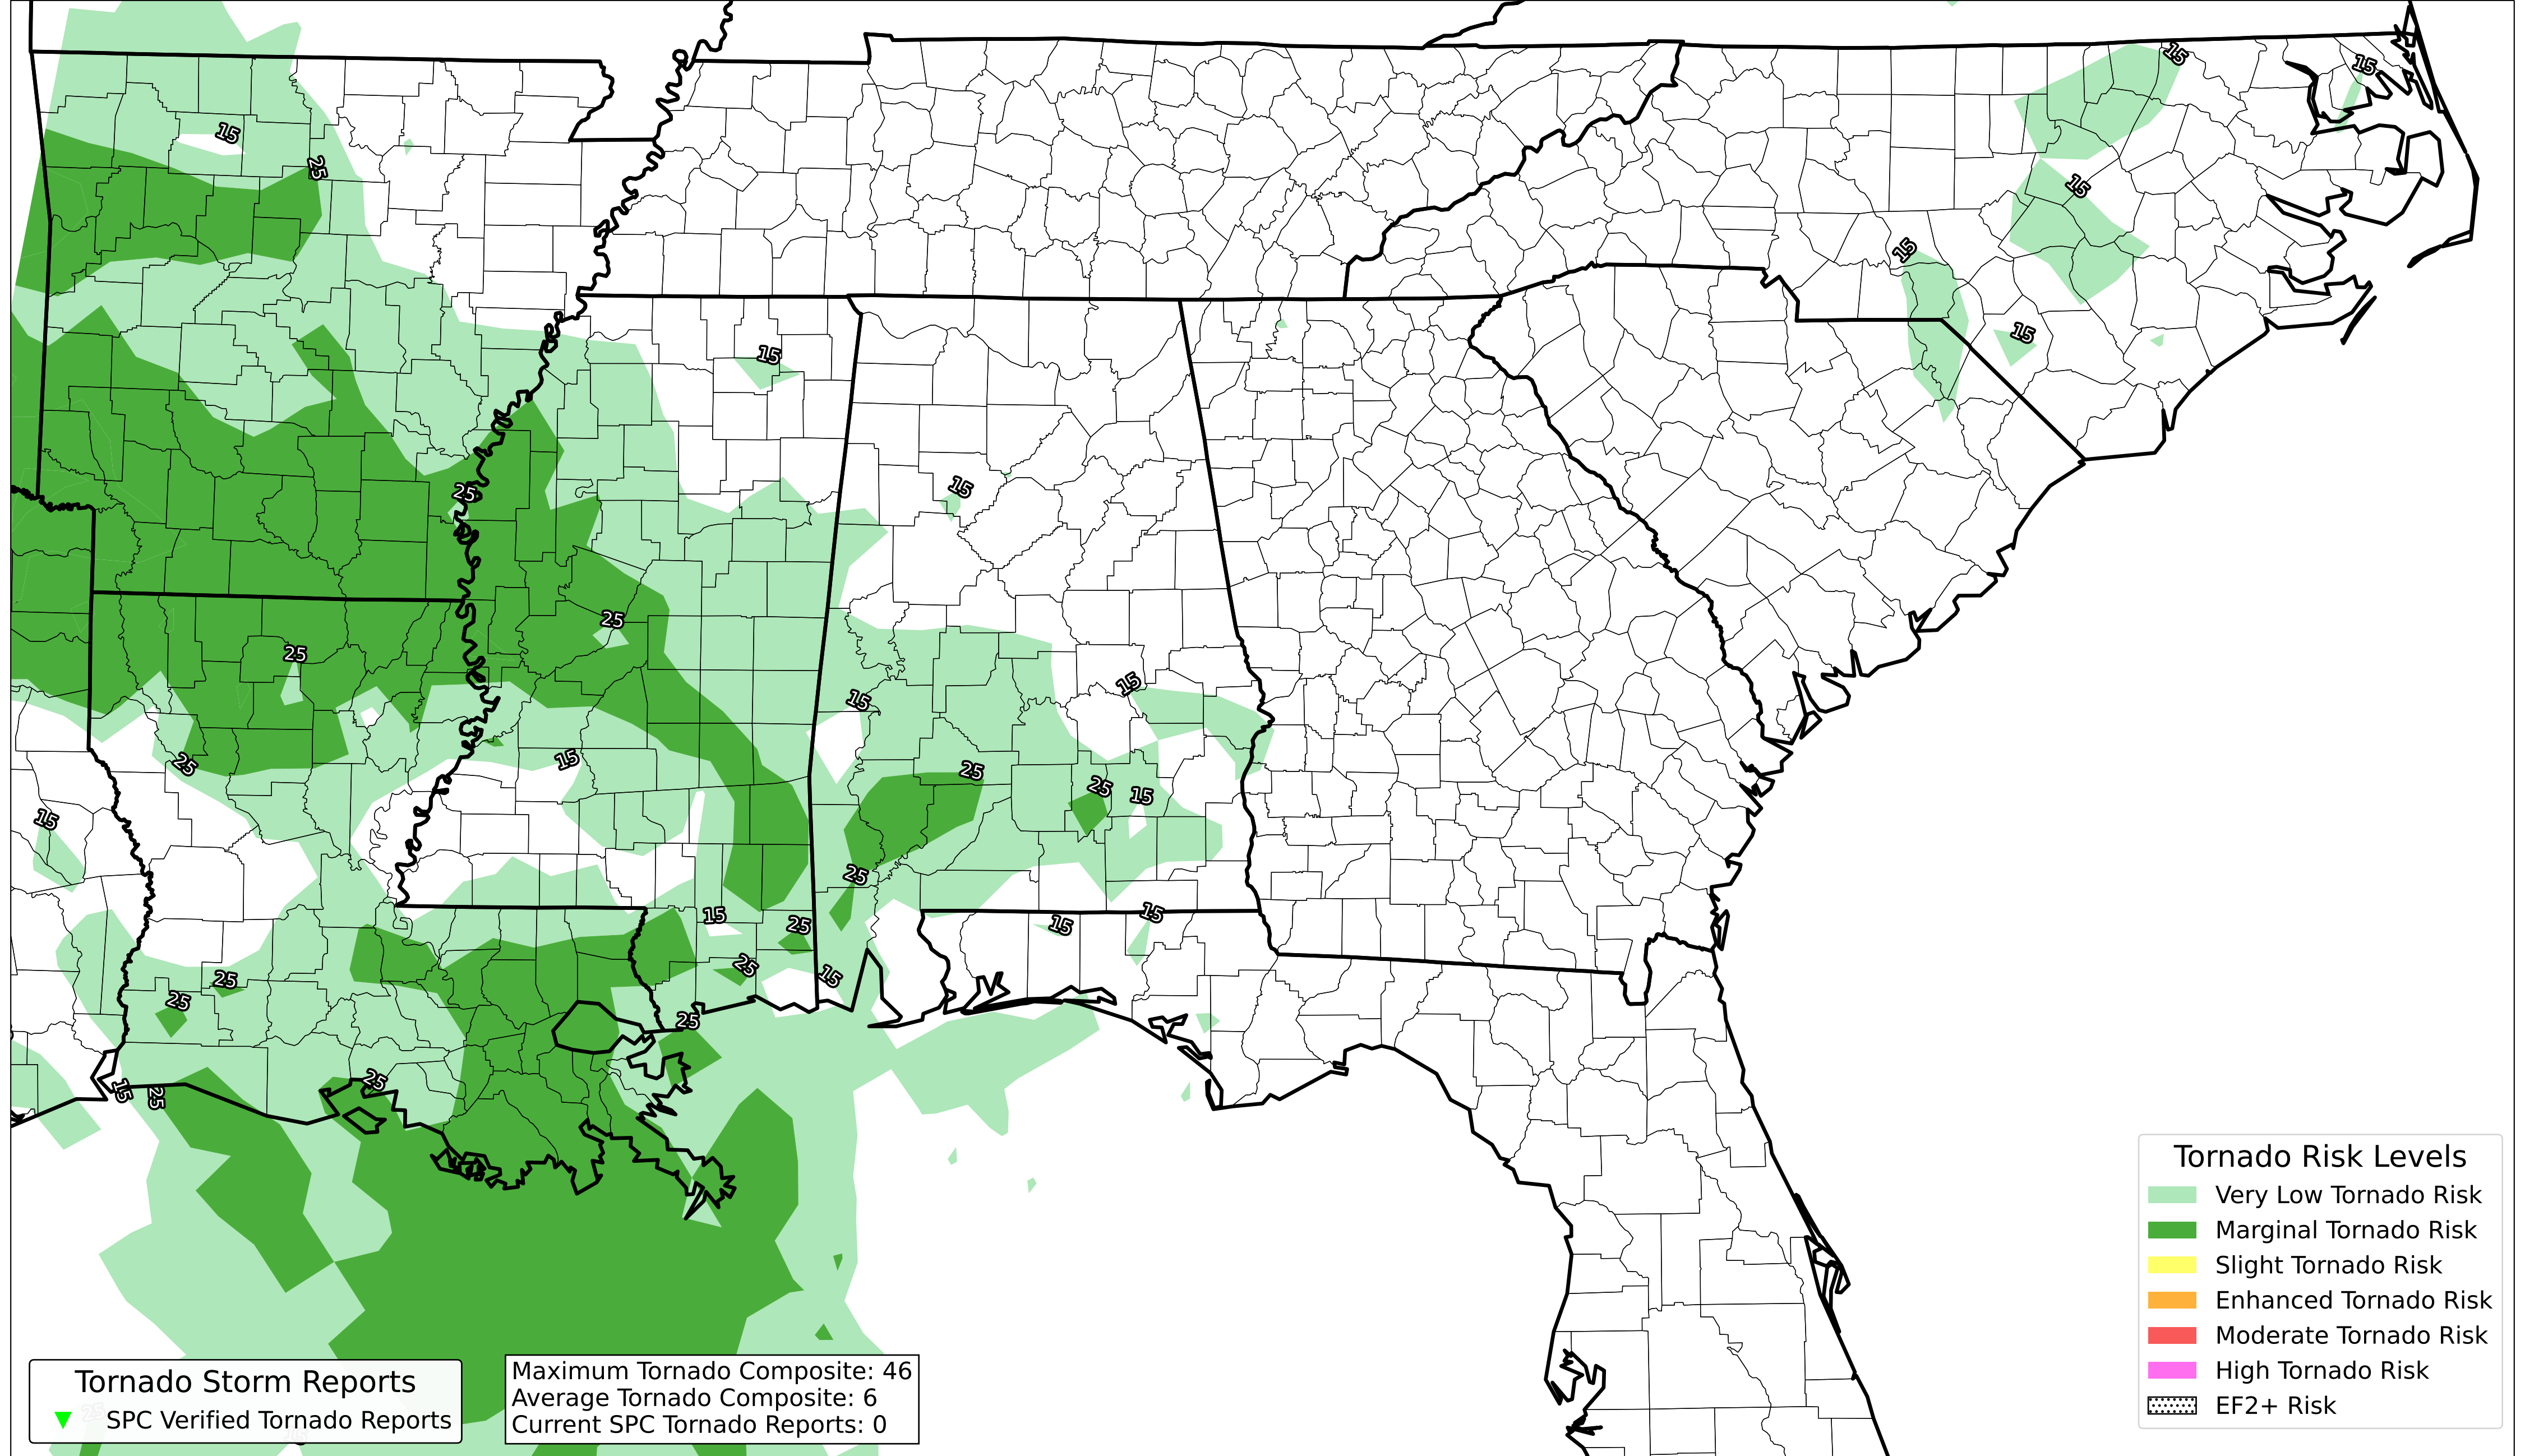 15
15
15
25
15
15
15
15
15
25
15
25
25
15
15
15
25
25
25
15
15
25
15
15
15
25
25
25
15
25
25
25
15
25
Tornado Risk Levels
Very Low Tornado Risk
Marginal Tornado Risk
Slight Tornado Risk
Enhanced Tornado Risk
Moderate Tornado Risk
High Tornado Risk
EF2+ Risk
Tornado Storm Reports
SPC Verified Tornado Reports
Maximum Tornado Composite: 46
Average Tornado Composite: 6
Current SPC Tornado Reports: 0